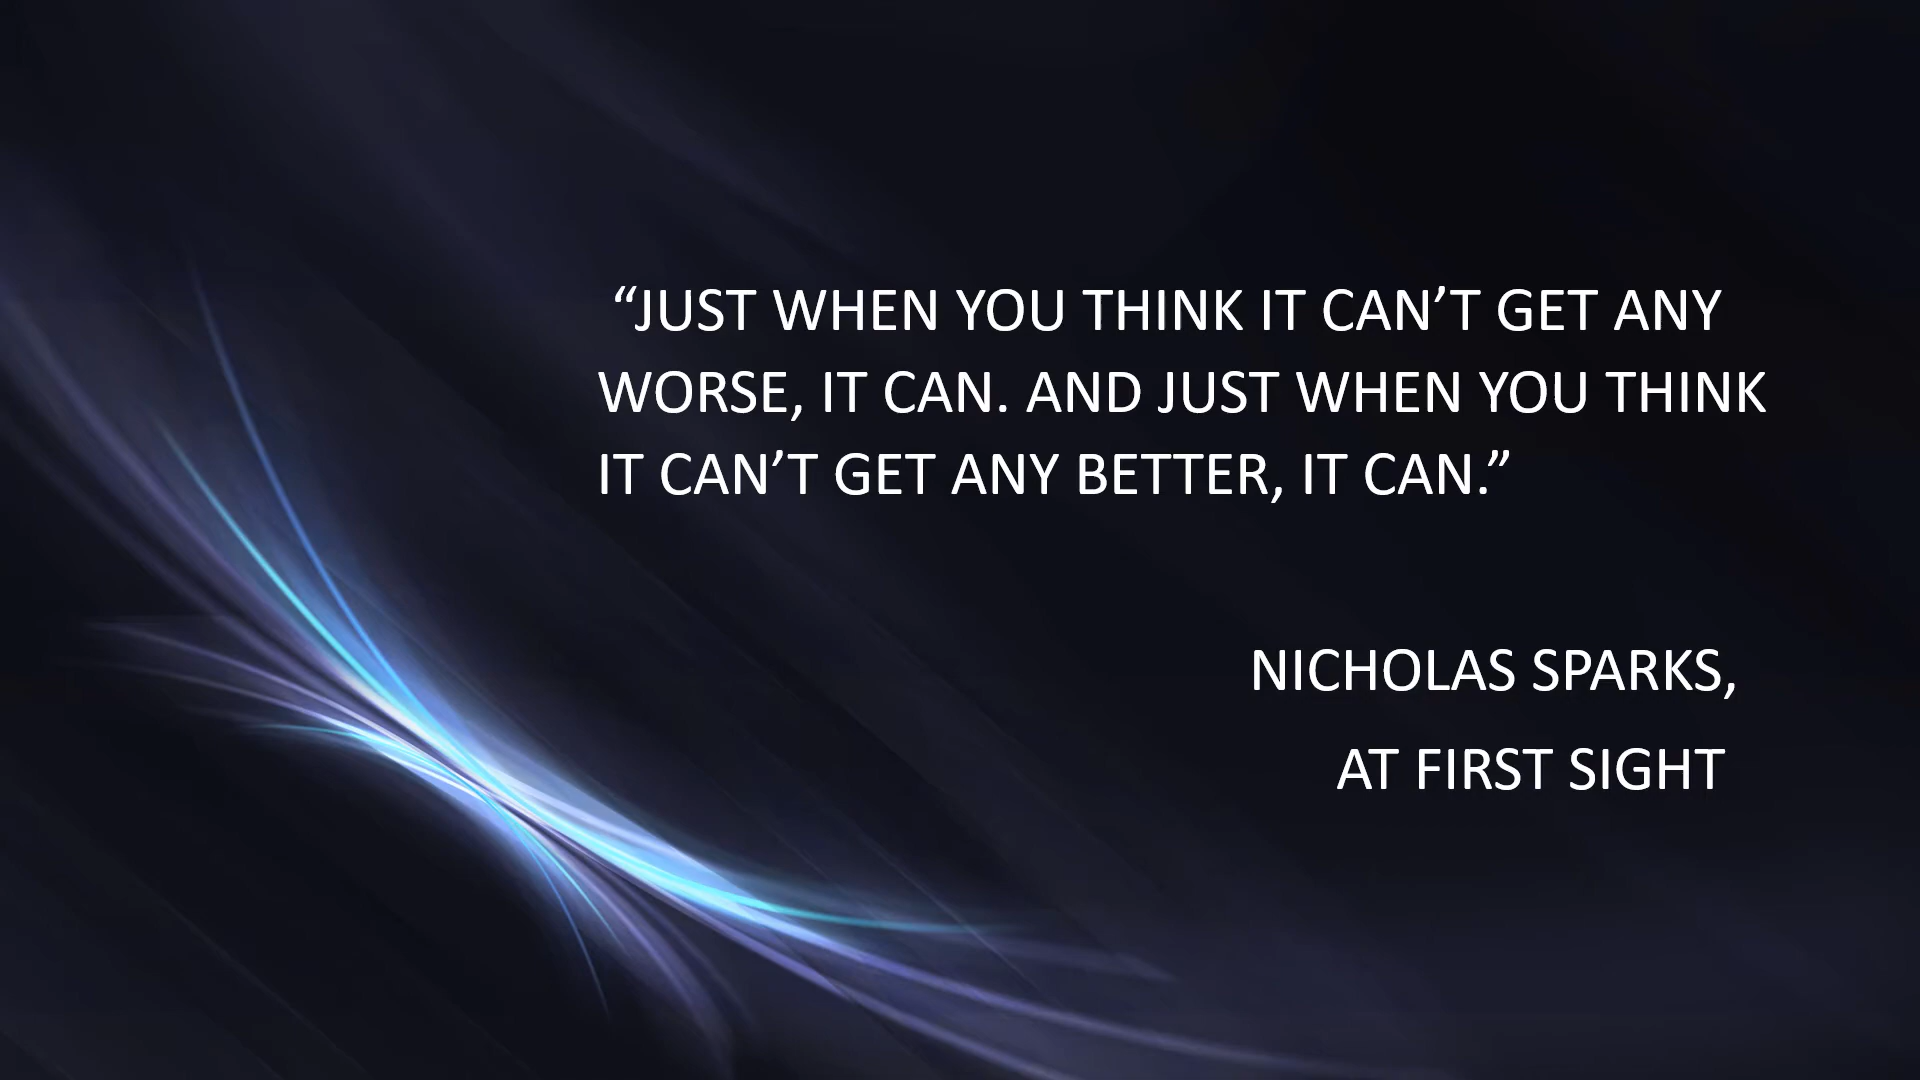 “JUST WHEN YOU THINK IT CAN’T GET ANY
WORSE, IT CAN. AND JUST WHEN YOU THINK
IT CAN’T GET ANY BETTER, IT CAN.”
NICHOLAS SPARKS,
AT FIRST SIGHT